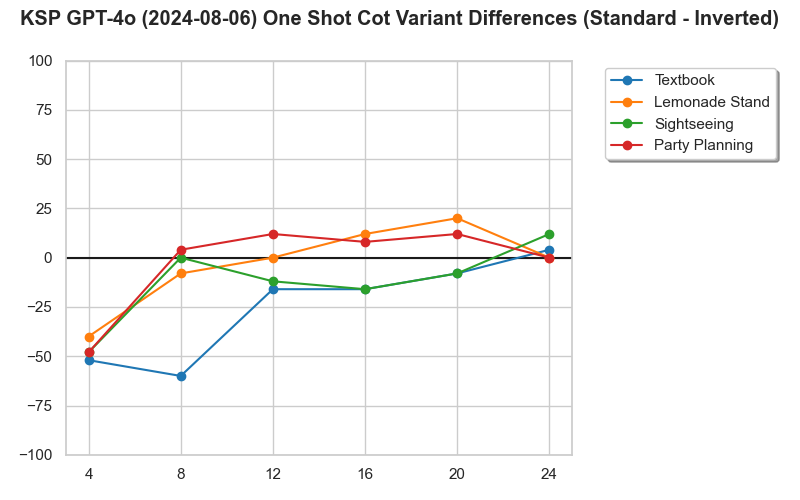 KSP GPT-4o (2024-08-06) One Shot Cot Variant Differences (Standard - Inverted)
100
75
50
25
0
−25
−50
−75
−100
4 8 12 16 20 24
Textbook
Lemonade Stand
Sightseeing
Party Planning